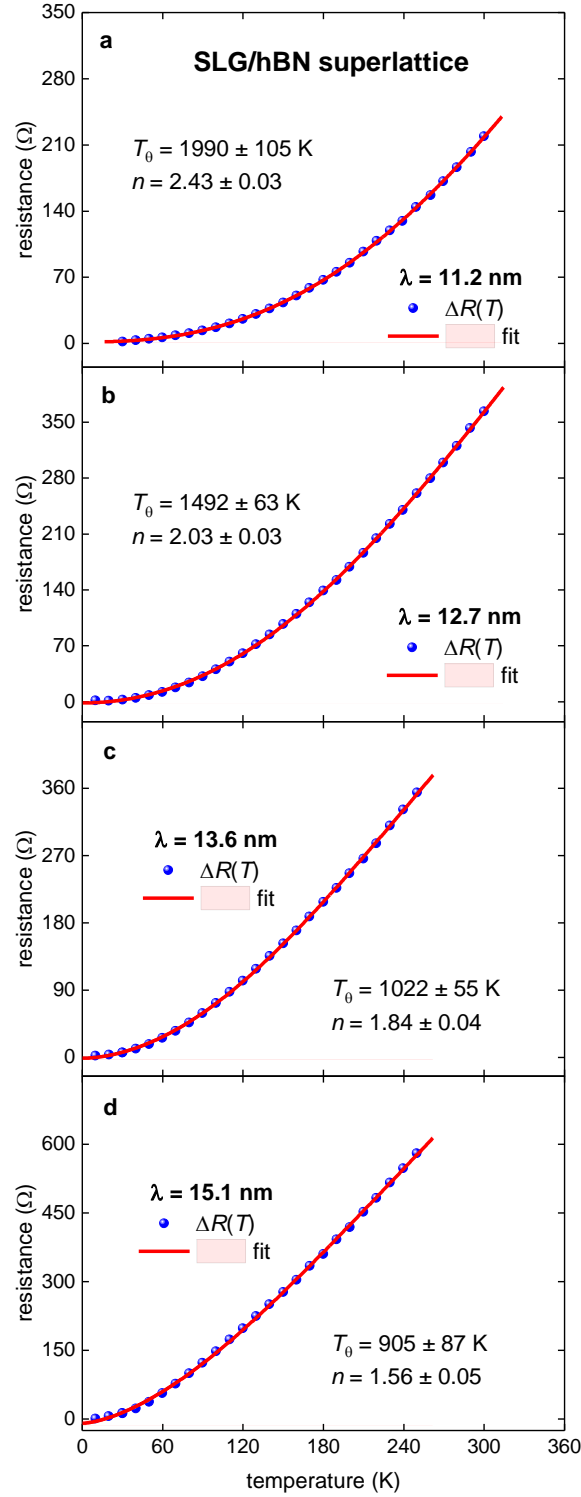 a
SLG/hBN superlattice
350
280
210
140
70
0
resistance (Ω)
T_θ = 1990 ± 105 K
n = 2.43 ± 0.03
λ = 11.2 nm
ΔR(T)
fit
b
350
280
210
140
70
0
resistance (Ω)
T_θ = 1492 ± 63 K
n = 2.03 ± 0.03
λ = 12.7 nm
ΔR(T)
fit
c
360
270
180
90
0
resistance (Ω)
λ = 13.6 nm
ΔR(T)
fit
T_θ = 1022 ± 55 K
n = 1.84 ± 0.04
d
600
450
300
150
0
resistance (Ω)
λ = 15.1 nm
ΔR(T)
fit
T_θ = 905 ± 87 K
n = 1.56 ± 0.05
0 60 120 180 240 300 360
temperature (K)